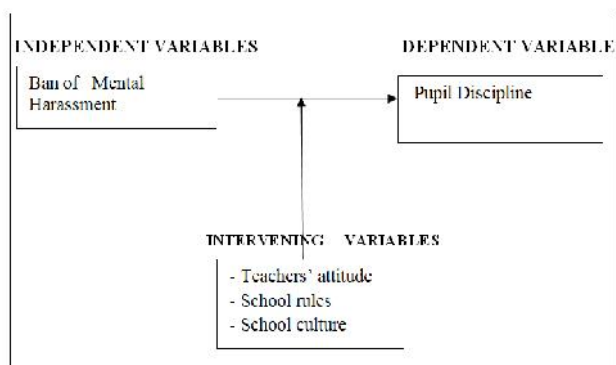 INDEPENDENT VARIABLES
DEPENDENT VARIABLE
Ban of Mental
Harassment
Pupil Discipline
INTERVENING VARIABLES
- Teachers’ attitude
- School rules
- School culture